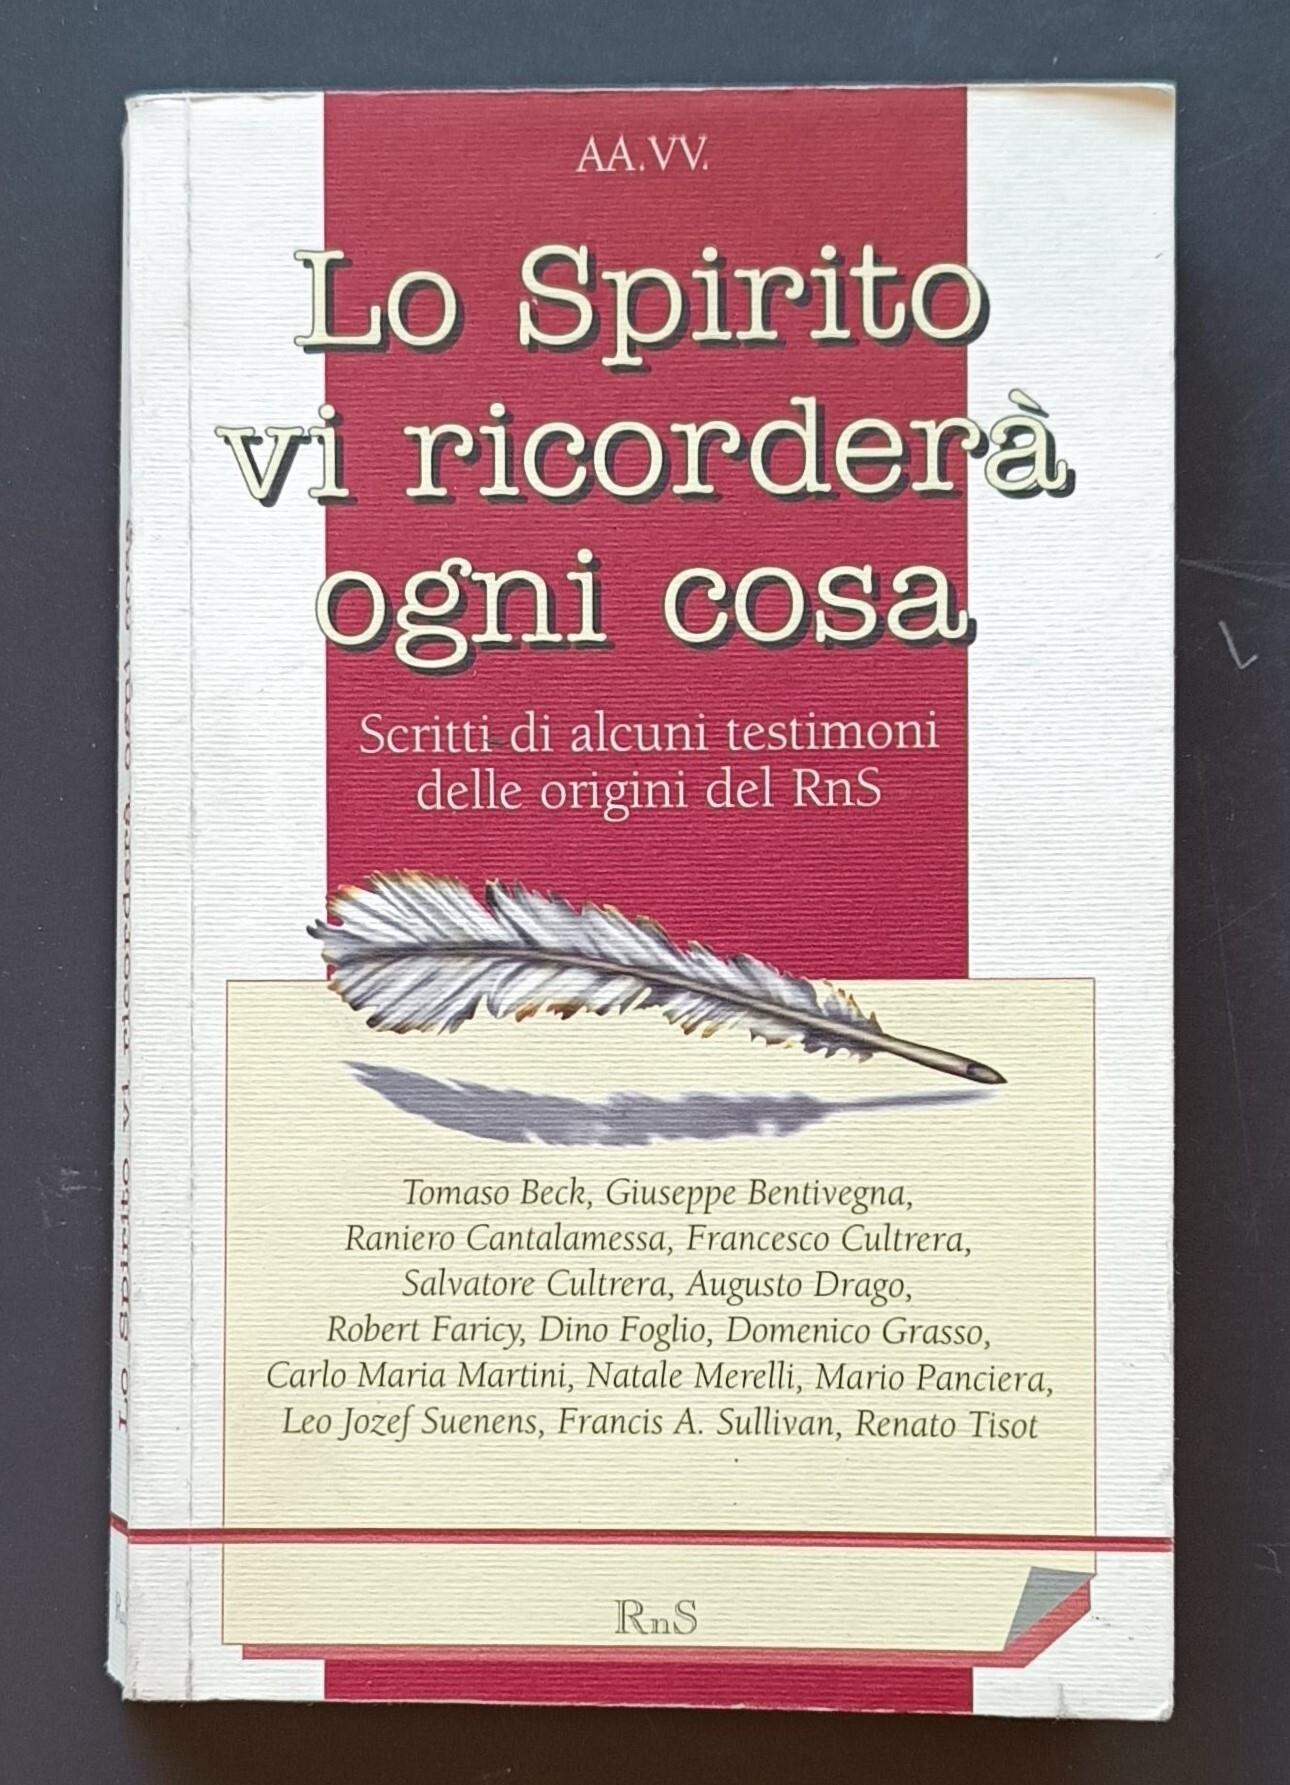 AA.VV.
Lo Spirito
vi ricorderà
ogni cosa
Scritti di alcuni testimoni
delle origini del RnS
Tomaso Beck, Giuseppe Bentivegna,
Raniero Cantalamessa, Francesco Cultrera,
Salvatore Cultrera, Augusto Drago,
Robert Faricy, Dino Foglio, Domenico Grasso,
Carlo Maria Martini, Natale Merelli, Mario Panciera,
Leo Jozef Suenens, Francis A. Sullivan, Renato Tisot
RnS
Lo Spirito vi ricorderà ogni cosa